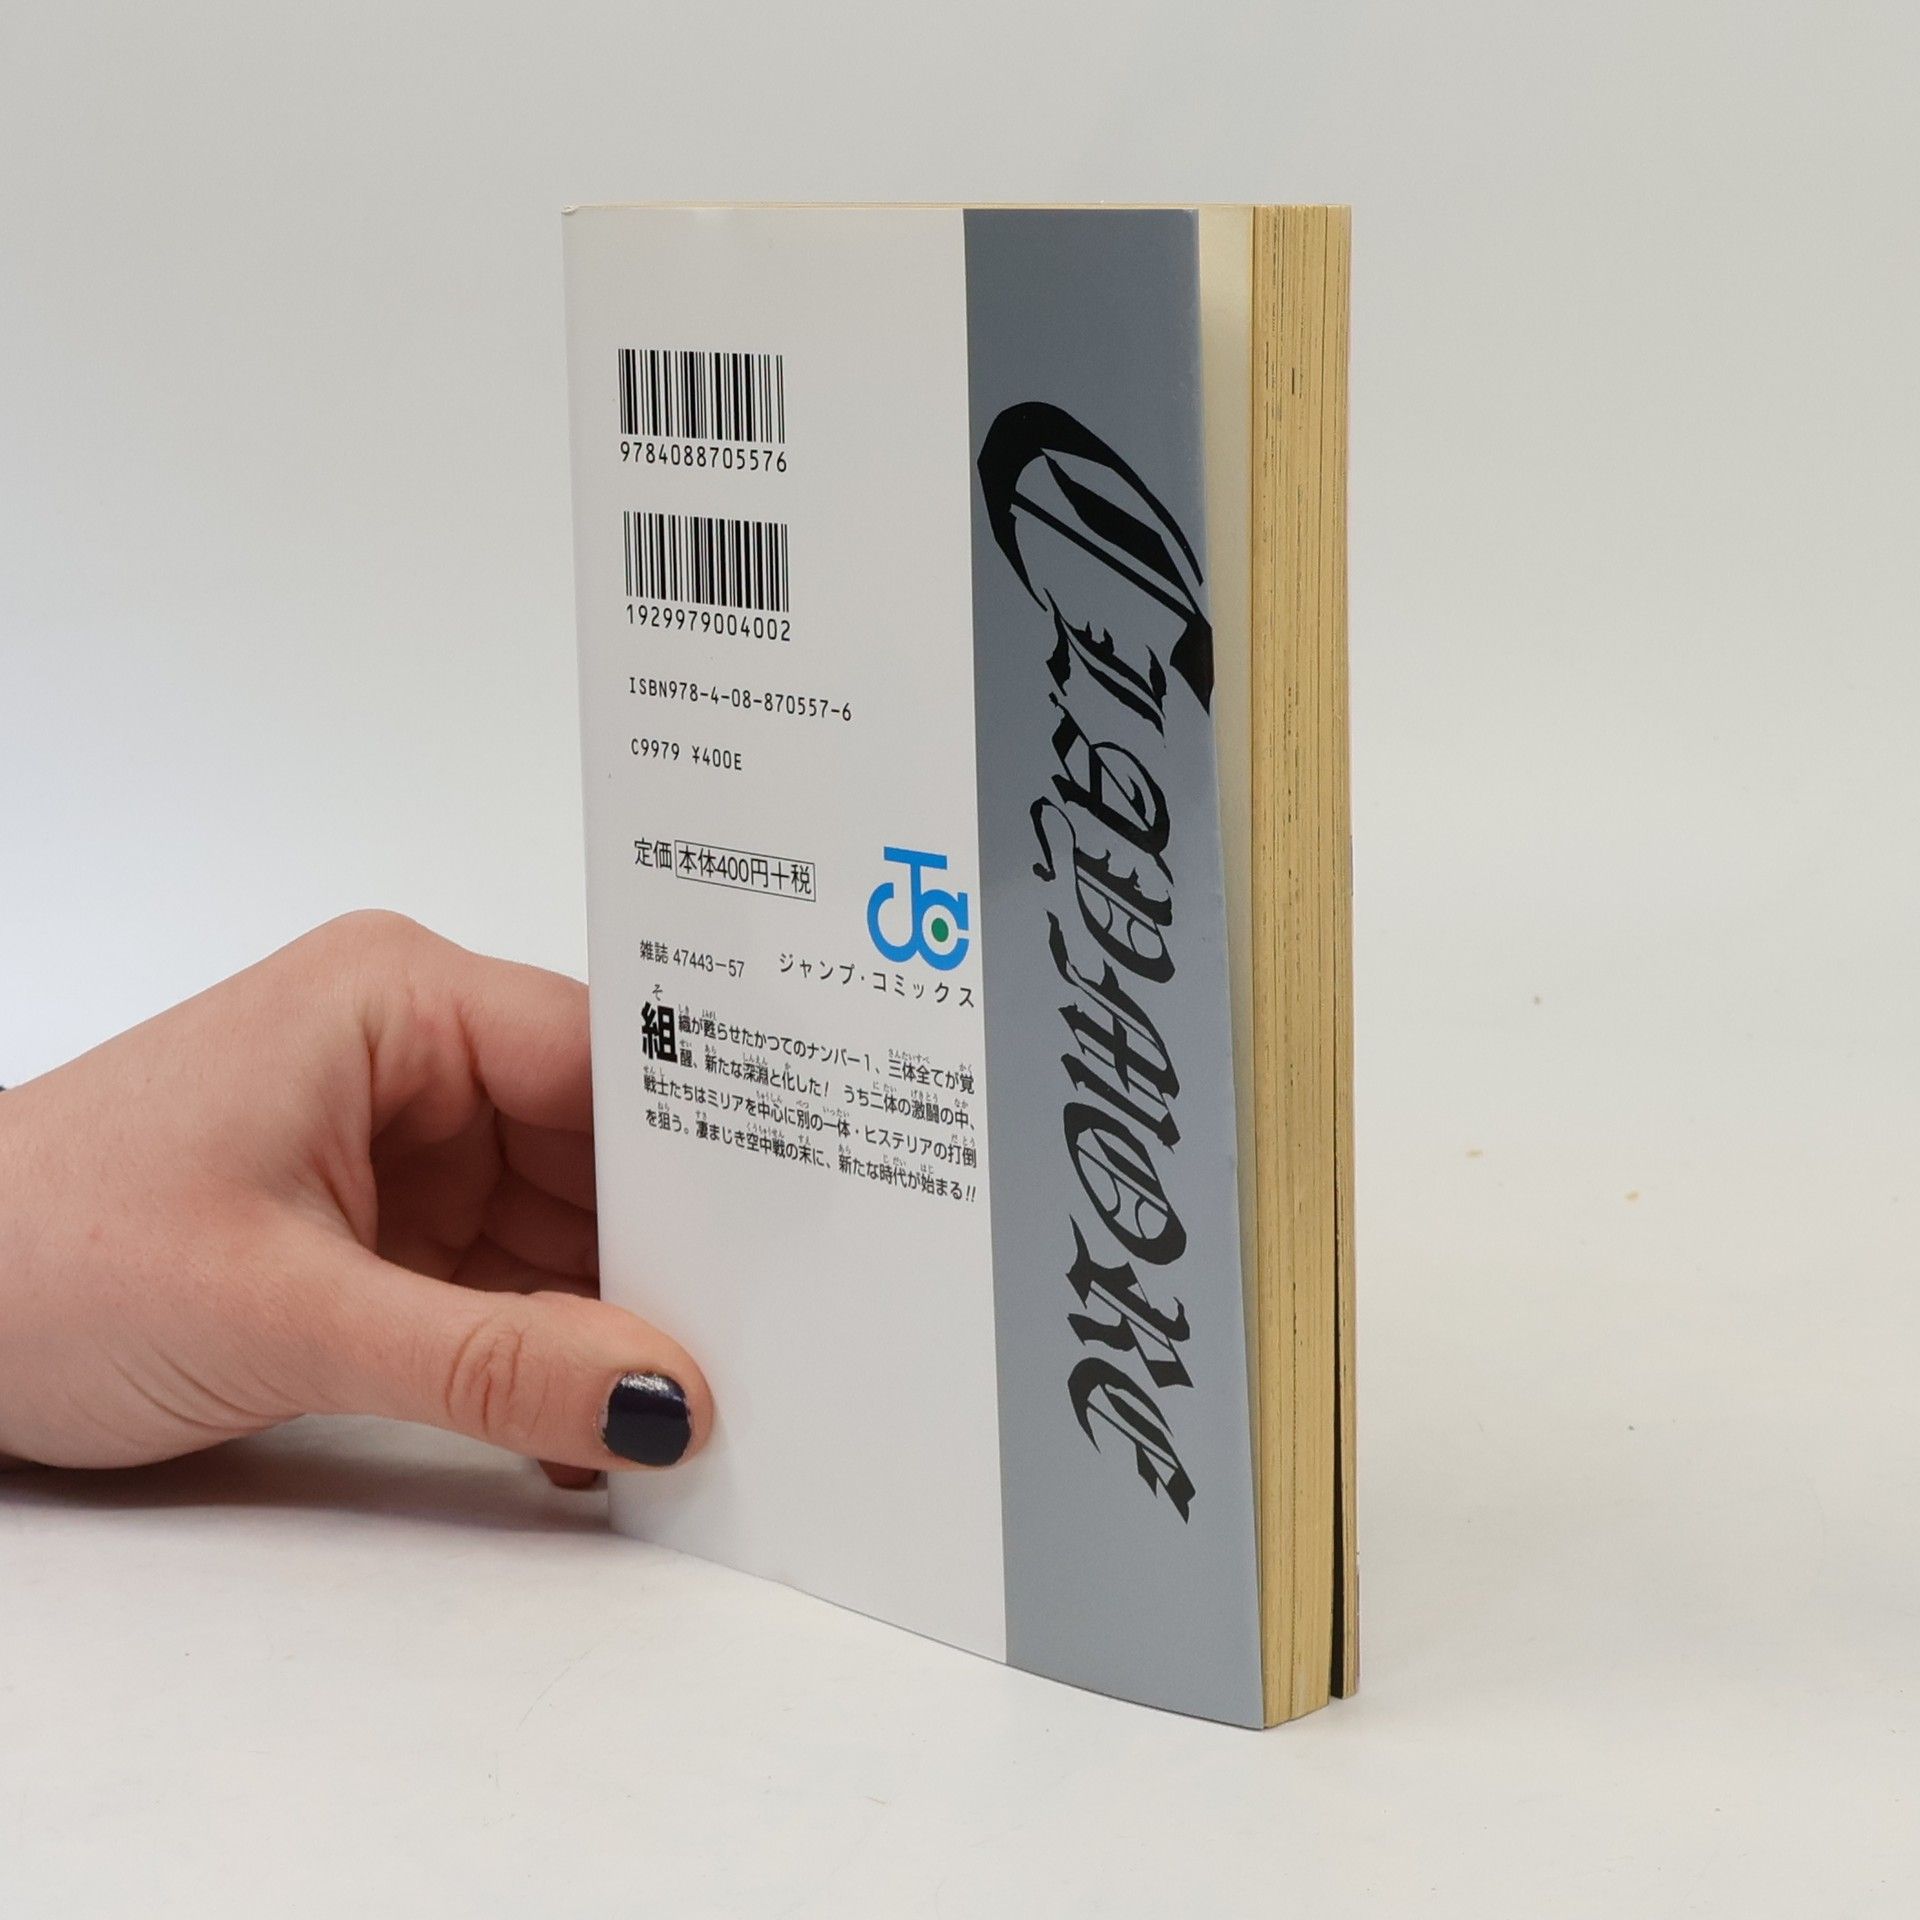 9784088705576
1929979004002
ISBN978-4-08-870557-6
C9979 ¥400E
定価 本体400円+税
JC
雑誌 47443-57
ジャンプ・コミックス
組織が甦らせたかつてのナンバー1、三体全てが覚
醒、新たな深淵と化した! うち二体の激闘の中、
戦士たちはミリアを中心に別の一体・ヒステリアの打倒
を狙う。凄まじき空中戦の末に、新たな時代が始まる!!
CLAYMORE